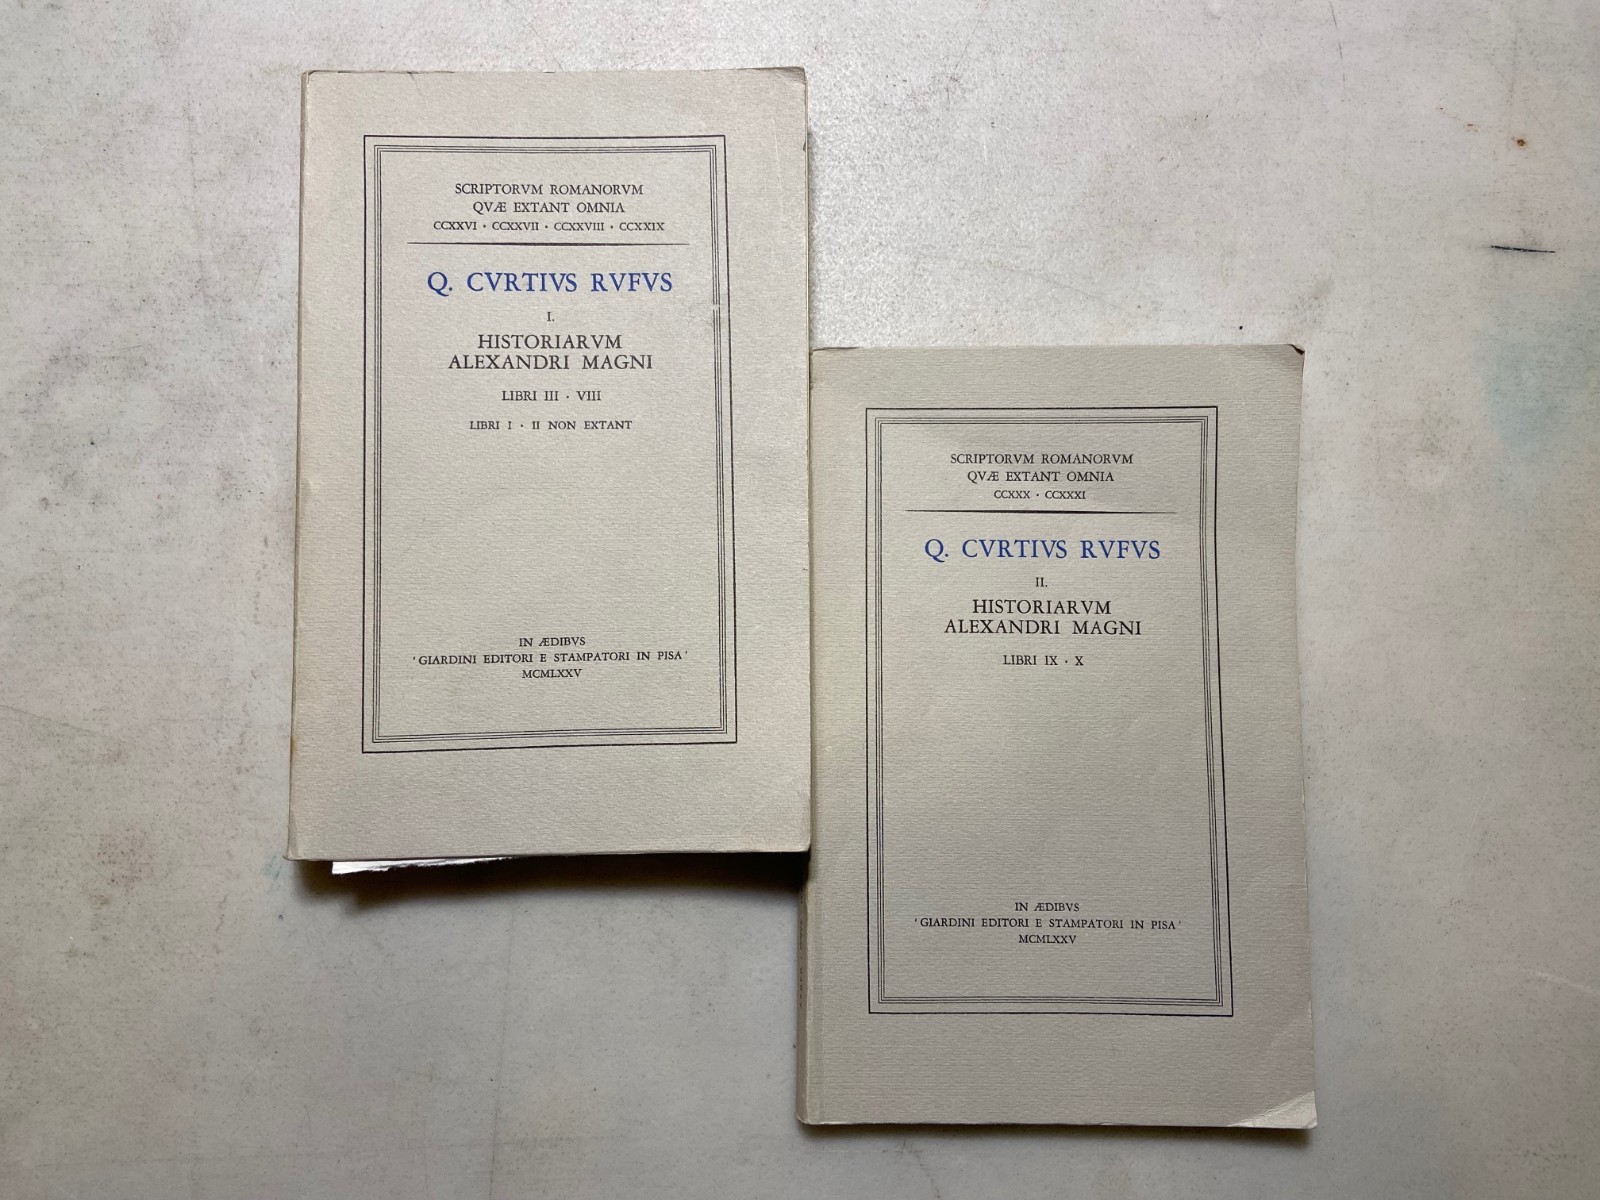 SCRIPTORVM ROMANORVM
QVÆ EXTANT OMNIA
CCXXVI · CCXXVII · CCXXVIII · CCXXIX
Q. CVRTIVS RVFVS
I.
HISTORIARVM
ALEXANDRI MAGNI
LIBRI III · VIII
LIBRI I · II NON EXTANT
IN ÆDIBVS
'GIARDINI EDITORI E STAMPATORI IN PISA'
MCMLXXV
SCRIPTORVM ROMANORVM
QVÆ EXTANT OMNIA
CCXXX · CCXXXI
Q. CVRTIVS RVFVS
II.
HISTORIARVM
ALEXANDRI MAGNI
LIBRI IX · X
IN ÆDIBVS
'GIARDINI EDITORI E STAMPATORI IN PISA'
MCMLXXV